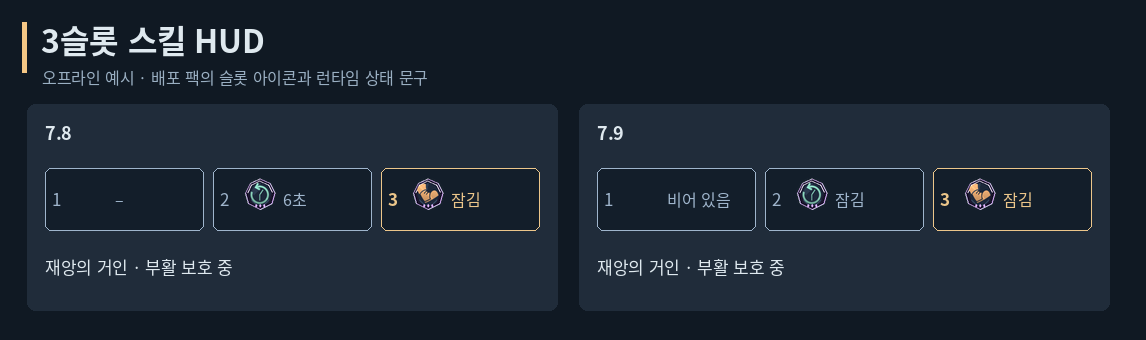 3슬롯 스킬 HUD
오프라인 예시 · 배포 팩의 슬롯 아이콘과 런타임 상태 문구
7.8
1 –
2 6초
3 잠김
재앙의 거인 · 부활 보호 중
7.9
1 비어 있음
2 잠김
3 잠김
재앙의 거인 · 부활 보호 중